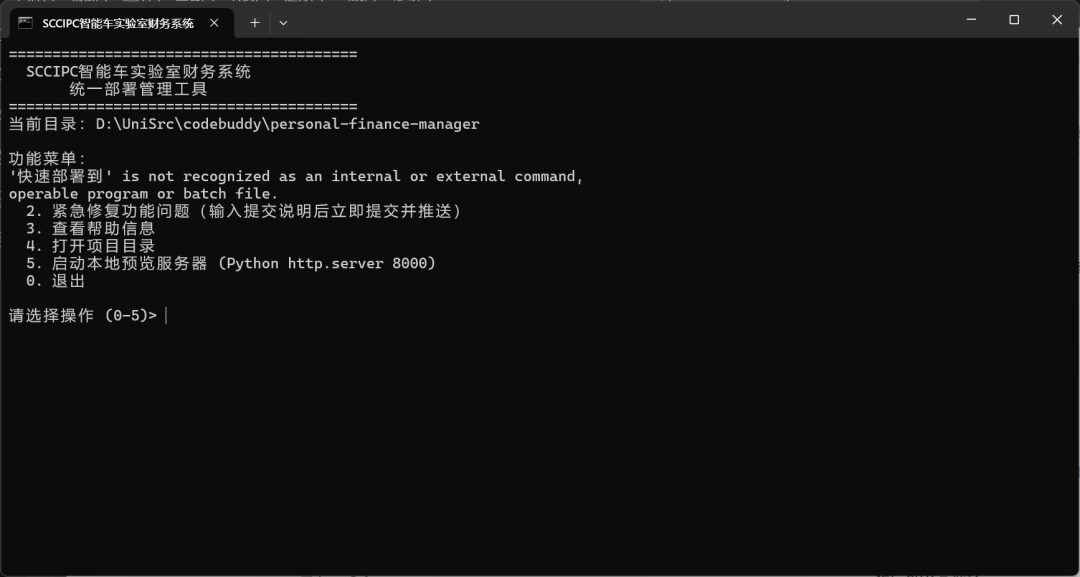 SCCIPC智能车实验室财务系统
========================================
SCCIPC智能车实验室财务系统
统一部署管理工具
========================================
当前目录: D:\UniSrc\codebuddy\personal-finance-manager
功能菜单:
'快速部署到' is not recognized as an internal or external command,
operable program or batch file.
2. 紧急修复功能问题 (输入提交说明后立即提交并推送)
3. 查看帮助信息
4. 打开项目目录
5. 启动本地预览服务器 (Python http.server 8000)
0. 退出
请选择操作 (0-5)>